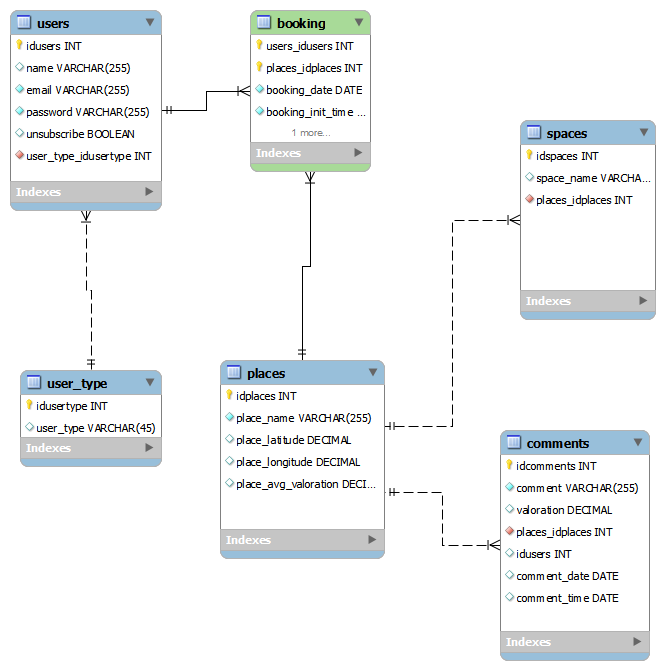 users
idusers INT
name VARCHAR(255)
email VARCHAR(255)
password VARCHAR(255)
unsubscribe BOOLEAN
user_type_idusertype INT
Indexes
booking
users_idusers INT
places_idplaces INT
booking_date DATE
booking_init_time ...
1 more...
Indexes
spaces
idspaces INT
space_name VARCHA...
places_idplaces INT
Indexes
user_type
idusertype INT
user_type VARCHAR(45)
Indexes
places
idplaces INT
place_name VARCHAR(255)
place_latitude DECIMAL
place_longitude DECIMAL
place_avg_valoration DECI...
Indexes
comments
idcomments INT
comment VARCHAR(255)
valoration DECIMAL
places_idplaces INT
idusers INT
comment_date DATE
comment_time DATE
Indexes